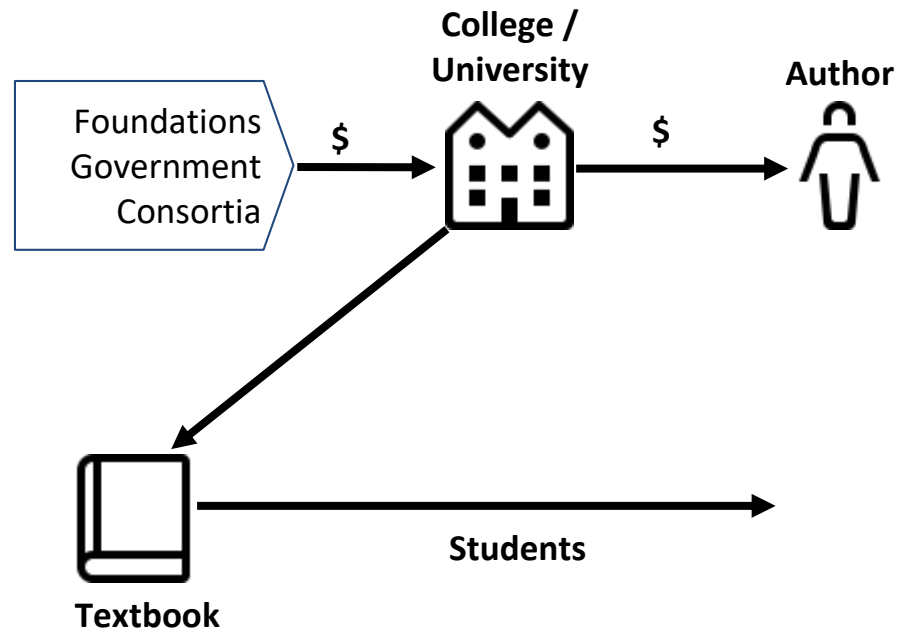 College /
University
Author
Foundations
Government
Consortia
$
$
Students
Textbook